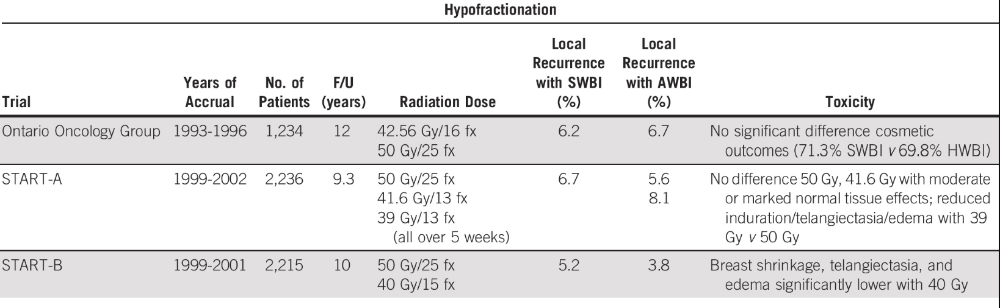 Hypofractionation
Local Local
Recurrence Recurrence
Years of No. of F/U with SWBI with AWBI
Trial Accrual Patients (years) Radiation Dose (%) (%) Toxicity
Ontario Oncology Group 1993-1996 1,234 12 42.56 Gy/16 fx 6.2 6.7 No significant difference cosmetic
50 Gy/25 fx outcomes (71.3% SWBI v 69.8% HWBI)
START-A 1999-2002 2,236 9.3 50 Gy/25 fx 6.7 5.6 No difference 50 Gy, 41.6 Gy with moderate
41.6 Gy/13 fx 8.1 or marked normal tissue effects; reduced
39 Gy/13 fx induration/telangiectasia/edema with 39
(all over 5 weeks) Gy v 50 Gy
START-B 1999-2001 2,215 10 50 Gy/25 fx 5.2 3.8 Breast shrinkage, telangiectasia, and
40 Gy/15 fx edema significantly lower with 40 Gy